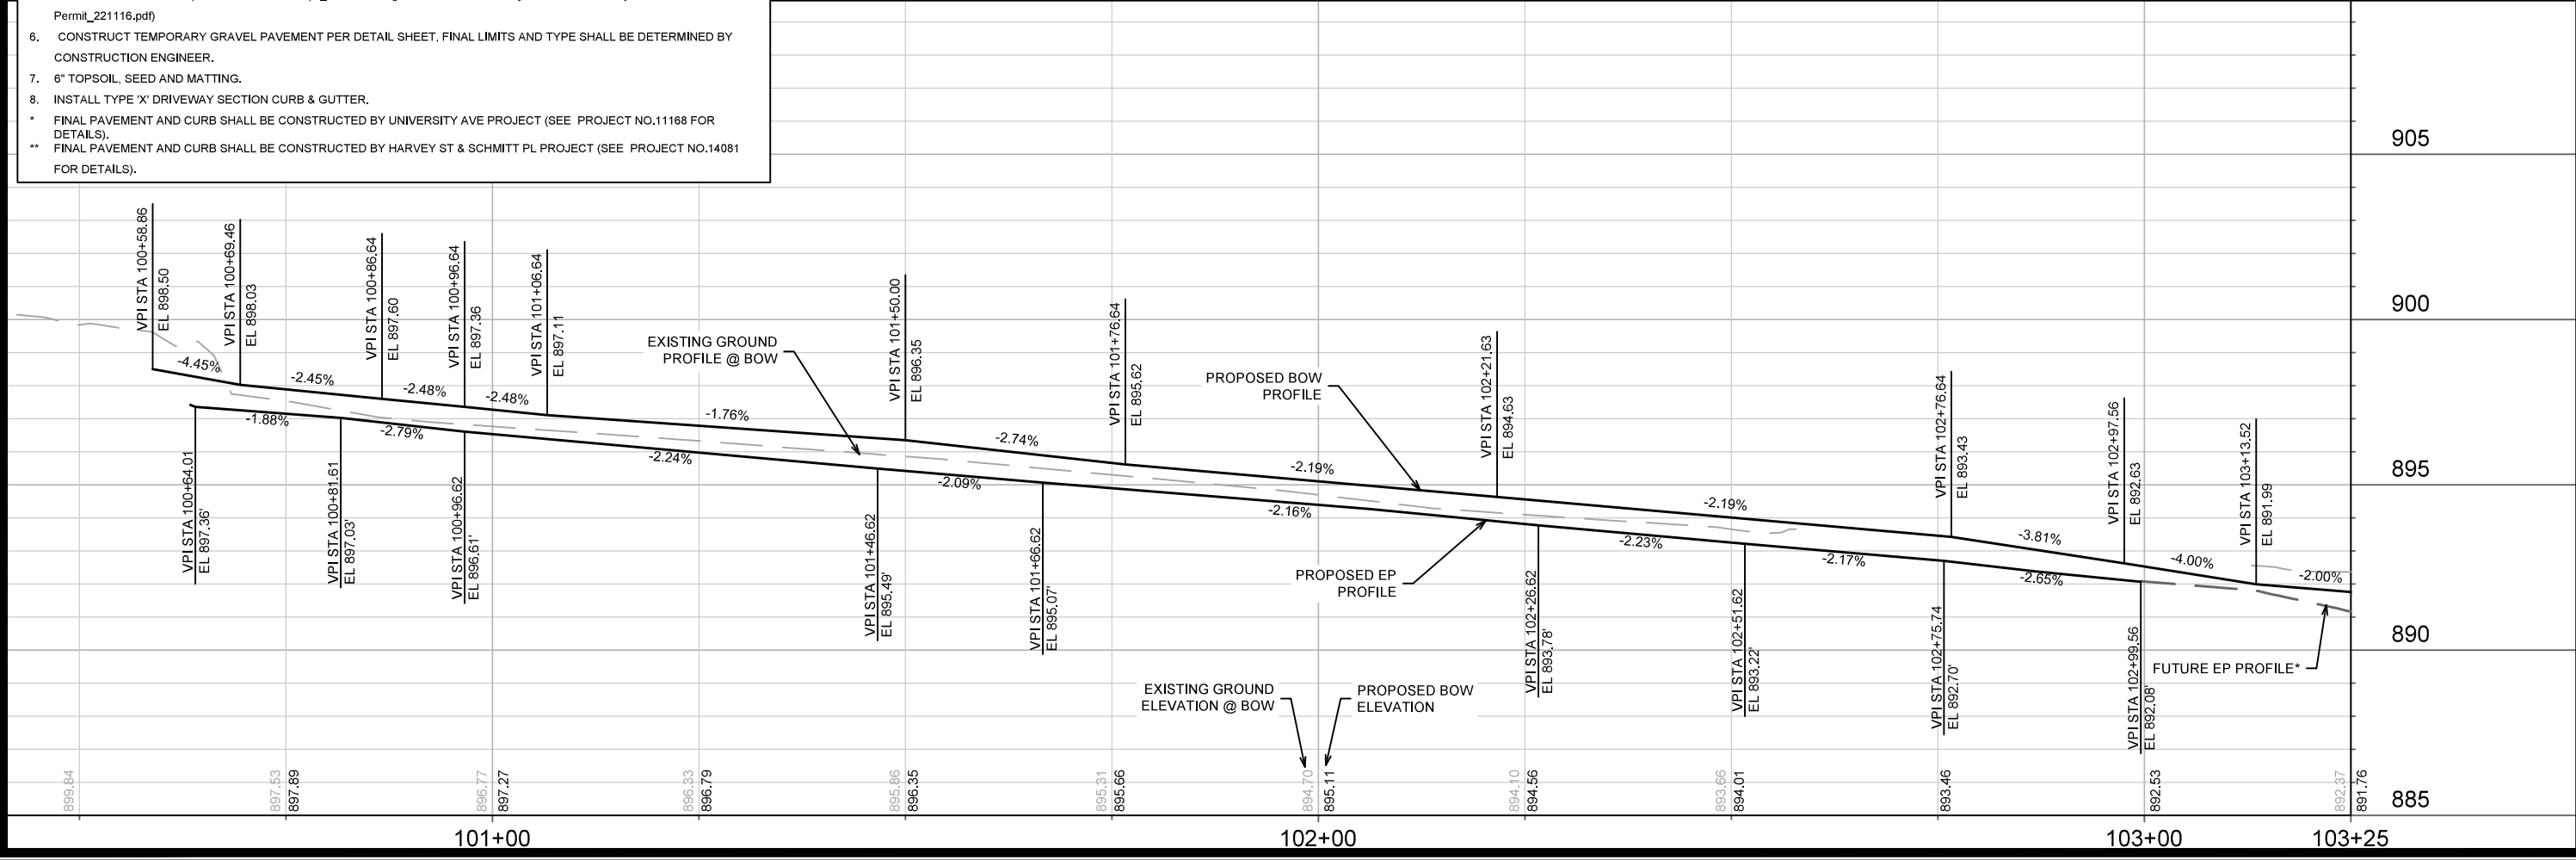 Permit_221116.pdf)
6. CONSTRUCT TEMPORARY GRAVEL PAVEMENT PER DETAIL SHEET, FINAL LIMITS AND TYPE SHALL BE DETERMINED BY
CONSTRUCTION ENGINEER.
7. 6" TOPSOIL, SEED AND MATTING.
8. INSTALL TYPE 'X' DRIVEWAY SECTION CURB & GUTTER.
* FINAL PAVEMENT AND CURB SHALL BE CONSTRUCTED BY UNIVERSITY AVE PROJECT (SEE PROJECT NO.11168 FOR
DETAILS).
** FINAL PAVEMENT AND CURB SHALL BE CONSTRUCTED BY HARVEY ST & SCHMITT PL PROJECT (SEE PROJECT NO.14081
FOR DETAILS).
905
900
895
890
885
VPI STA 100+58.86
EL 898.50
VPI STA 100+69.46
EL 898.03
VPI STA 100+86.64
EL 897.60
VPI STA 100+96.64
EL 897.36
VPI STA 101+06.64
EL 897.11
VPI STA 101+50.00
EL 896.35
VPI STA 101+76.64
EL 895.62
VPI STA 102+21.63
EL 894.63
VPI STA 102+76.64
EL 893.43
VPI STA 102+97.56
EL 892.63
VPI STA 103+13.52
EL 891.99
EXISTING GROUND
PROFILE @ BOW
PROPOSED BOW
PROFILE
-4.45%
-2.45%
-2.48%
-2.48%
-1.76%
-2.74%
-2.19%
-2.19%
-3.81%
-4.00%
-2.00%
-1.88%
-2.79%
-2.24%
-2.09%
-2.16%
-2.23%
-2.17%
-2.65%
VPI STA 100+64.01
EL 897.36'
VPI STA 100+81.61
EL 897.03'
VPI STA 100+96.62
EL 896.61'
VPI STA 101+46.62
EL 895.49'
VPI STA 101+66.62
EL 895.07'
VPI STA 102+26.62
EL 893.78'
VPI STA 102+51.62
EL 893.22'
VPI STA 102+75.74
EL 892.70'
VPI STA 102+99.56
EL 892.08'
PROPOSED EP
PROFILE
FUTURE EP PROFILE*
EXISTING GROUND
ELEVATION @ BOW
PROPOSED BOW
ELEVATION
899.84
897.53
897.89
896.77
897.27
896.33
896.79
895.86
896.35
895.31
895.66
894.70
895.11
894.10
894.56
893.66
894.01
893.46
892.53
892.37
891.76
101+00
102+00
103+00
103+25